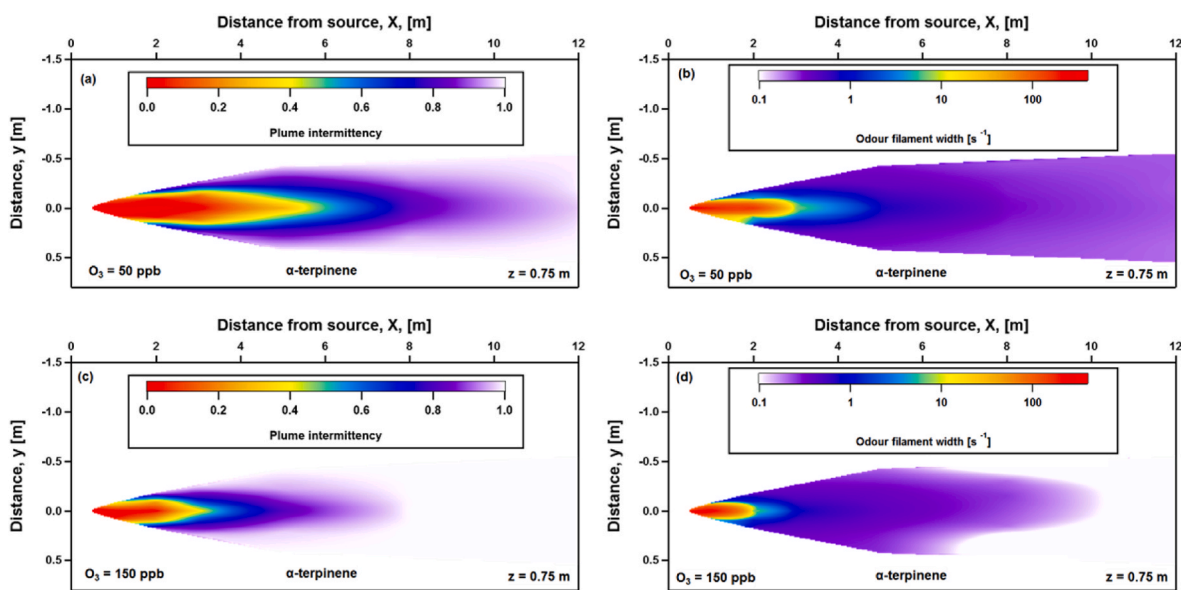 Distance from source, X, [m]
0 2 4 6 8 10 12
-1.5
-1.0
-0.5
0.0
0.5
Distance, y [m]
(a)
0.0 0.2 0.4 0.6 0.8 1.0
Plume intermittency
O3 = 50 ppb
α-terpinene
z = 0.75 m
Distance from source, X, [m]
0 2 4 6 8 10 12
-1.5
-1.0
-0.5
0.0
0.5
Distance, y [m]
(b)
0.1 1 10 100
Odour filament width [s -1]
O3 = 50 ppb
α-terpinene
z = 0.75 m
Distance from source, X, [m]
0 2 4 6 8 10 12
-1.5
-1.0
-0.5
0.0
0.5
Distance, y [m]
(c)
0.0 0.2 0.4 0.6 0.8 1.0
Plume intermittency
O3 = 150 ppb
α-terpinene
z = 0.75 m
Distance from source, X, [m]
0 2 4 6 8 10 12
-1.5
-1.0
-0.5
0.0
0.5
Distance, y [m]
(d)
0.1 1 10 100
Odour filament width [s -1]
O3 = 150 ppb
α-terpinene
z = 0.75 m